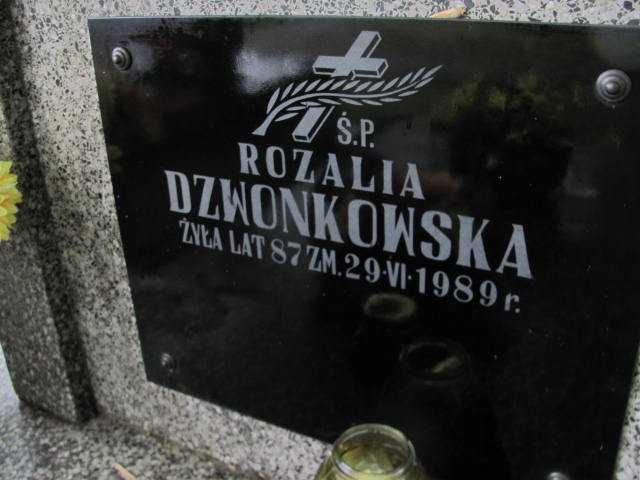 Ś.P.
ROZALIA
DZWONKOWSKA
ŻYŁA LAT 87 ZM. 29·VI·1989 r.